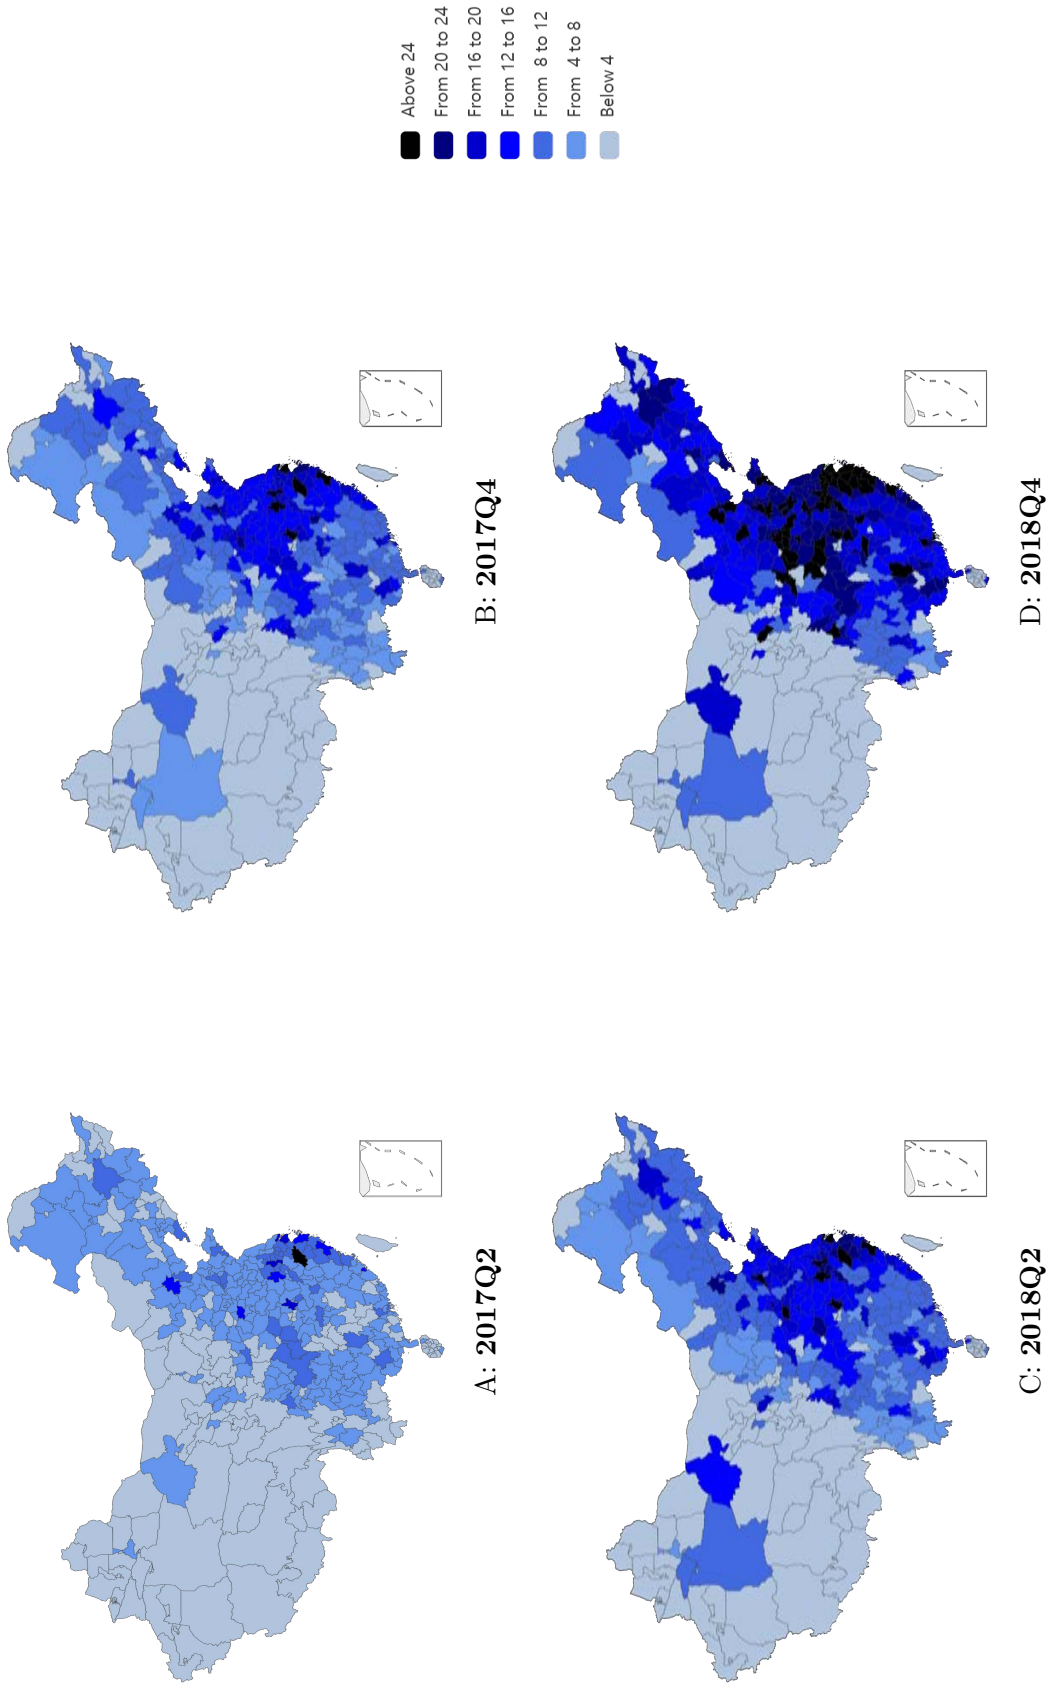 A: 2017Q2
B: 2017Q4
C: 2018Q2
D: 2018Q4
Above 24
From 20 to 24
From 16 to 20
From 12 to 16
From 8 to 12
From 4 to 8
Below 4